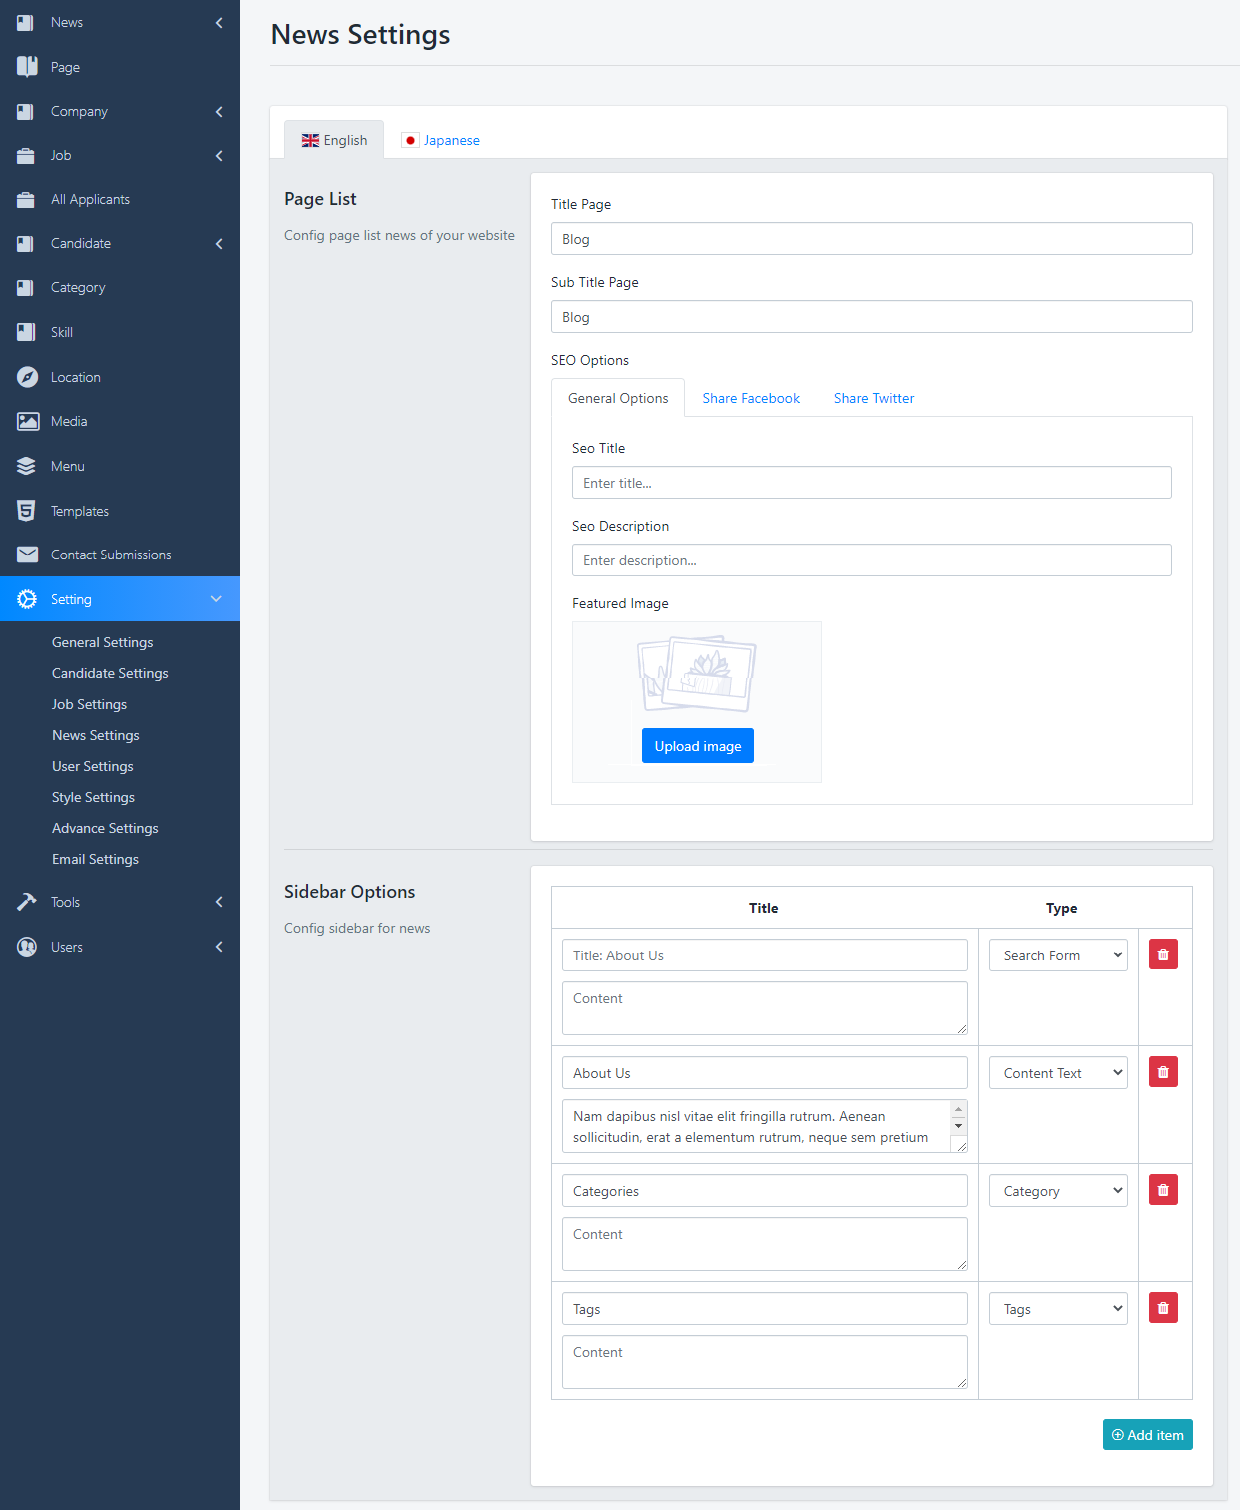 News
Page
Company
Job
All Applicants
Candidate
Category
Skill
Location
Media
Menu
Templates
Contact Submissions
Setting
General Settings
Candidate Settings
Job Settings
News Settings
User Settings
Style Settings
Advance Settings
Email Settings
Tools
Users
News Settings
English
Japanese
Page List
Config page list news of your website
Title Page
Blog
Sub Title Page
Blog
SEO Options
General Options
Share Facebook
Share Twitter
Seo Title
Enter title...
Seo Description
Enter description...
Featured Image
Upload image
Sidebar Options
Config sidebar for news
Title
Type
Title: About Us
Search Form
Content
About Us
Content Text
Nam dapibus nisl vitae elit fringilla rutrum. Aenean
sollicitudin, erat a elementum rutrum, neque sem pretium
Categories
Category
Content
Tags
Tags
Content
Add item